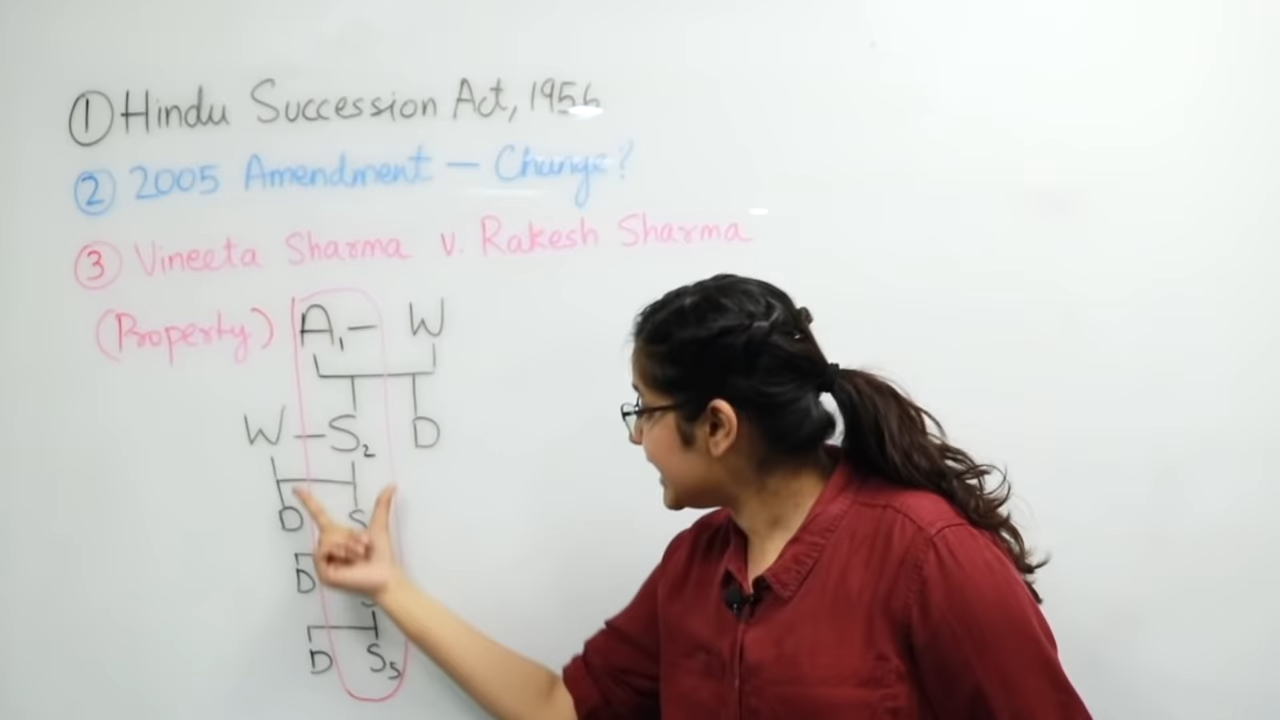 ① Hindu Succession Act, 1956
② 2005 Amendment — Change?
③ Vineeta Sharma v. Rakesh Sharma
(Property) A₁ — W
W — S₂ D
D S
D
D S₅